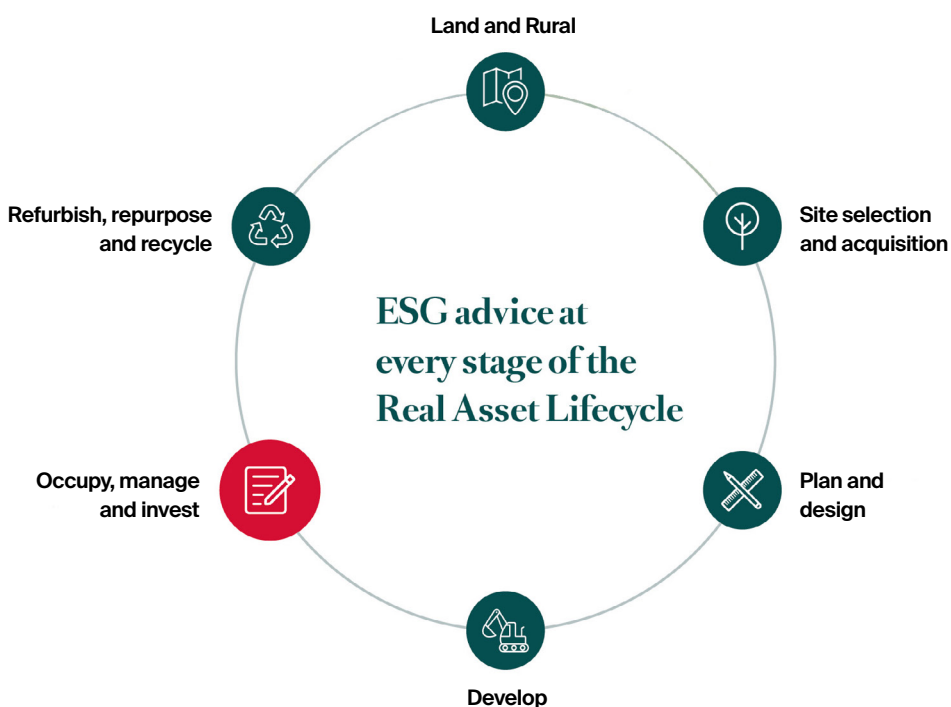 Land and Rural
Refurbish, repurpose
and recycle
Site selection
and acquisition
ESG advice at
every stage of the
Real Asset Lifecycle
Occupy, manage
and invest
Plan and
design
Develop